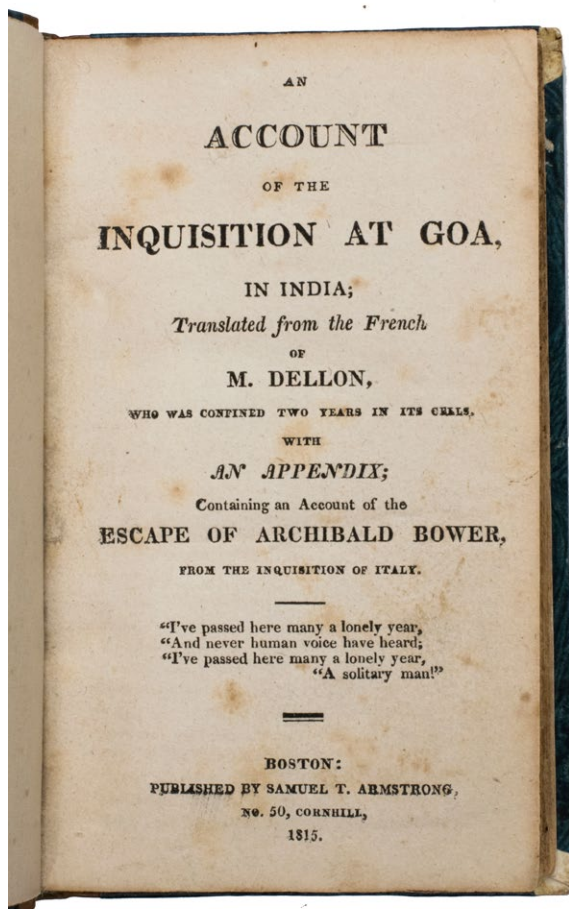 AN
ACCOUNT
OF THE
INQUISITION AT GOA,
IN INDIA;
Translated from the French
OF
M. DELLON,
WHO WAS CONFINED TWO YEARS IN ITS CELLS.
WITH
AN APPENDIX;
Containing an Account of the
ESCAPE OF ARCHIBALD BOWER,
FROM THE INQUISITION OF ITALY.
“I've passed here many a lonely year,
“And never human voice have heard;
“I've passed here many a lonely year,
“A solitary man!”
BOSTON:
PUBLISHED BY SAMUEL T. ARMSTRONG,
NO. 50, CORNHILL,
1815.